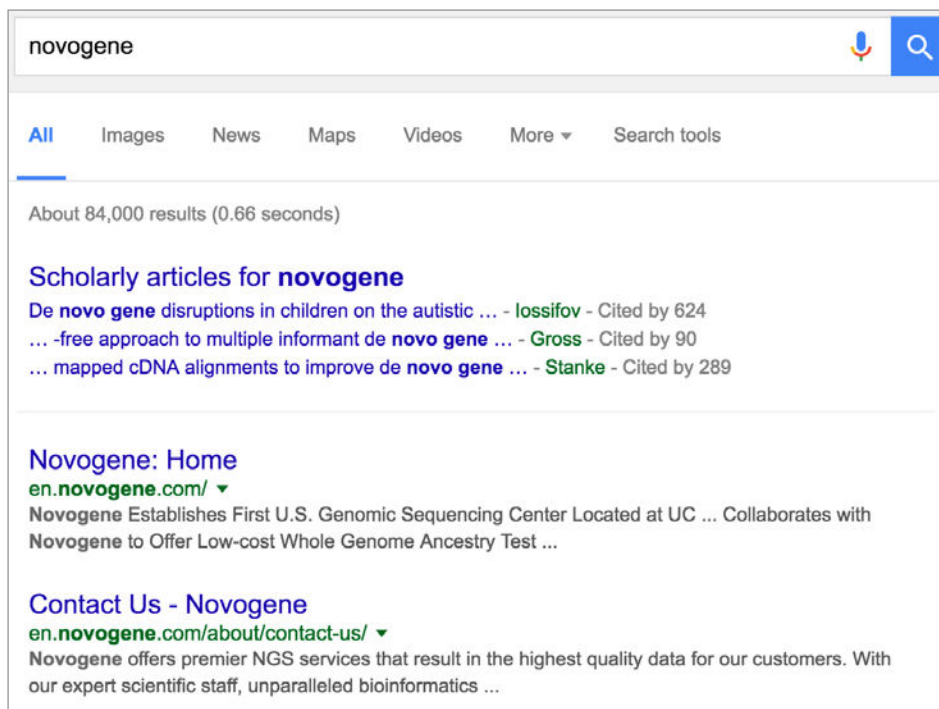 novogene
All Images News Maps Videos More Search tools
About 84,000 results (0.66 seconds)
Scholarly articles for novogene
De novo gene disruptions in children on the autistic ... - Iossifov - Cited by 624
... -free approach to multiple informant de novo gene ... - Gross - Cited by 90
... mapped cDNA alignments to improve de novo gene ... - Stanke - Cited by 289
Novogene: Home
en.novogene.com/
Novogene Establishes First U.S. Genomic Sequencing Center Located at UC ... Collaborates with
Novogene to Offer Low-cost Whole Genome Ancestry Test ...
Contact Us - Novogene
en.novogene.com/about/contact-us/
Novogene offers premier NGS services that result in the highest quality data for our customers. With
our expert scientific staff, unparalleled bioinformatics ...